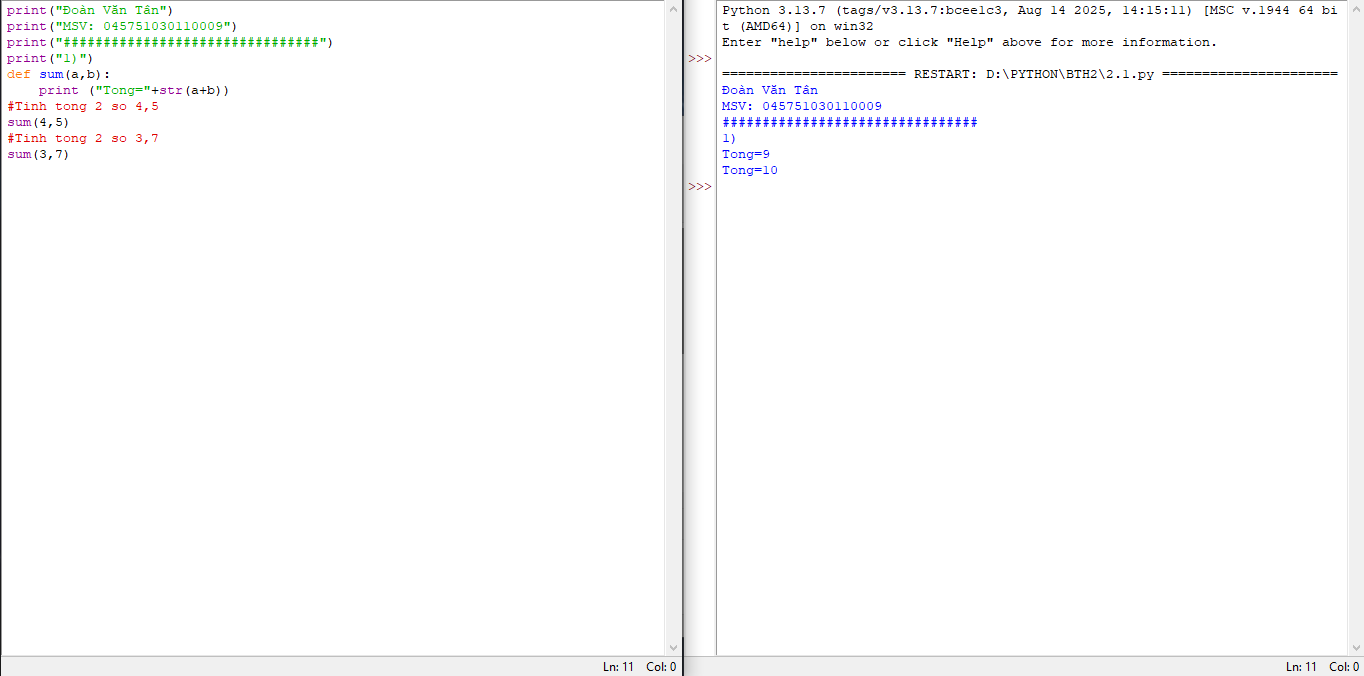 print("Đoàn Văn Tân")
print("MSV: 045751030110009")
print("################################")
print("1)")
def sum(a,b):
    print ("Tong="+str(a+b))
#Tinh tong 2 so 4,5
sum(4,5)
#Tinh tong 2 so 3,7
sum(3,7)
Ln: 11 Col: 0
Python 3.13.7 (tags/v3.13.7:bcee1c3, Aug 14 2025, 14:15:11) [MSC v.1944 64 bi
t (AMD64)] on win32
Enter "help" below or click "Help" above for more information.
>>>
======================= RESTART: D:\PYTHON\BTH2\2.1.py ======================
Đoàn Văn Tân
MSV: 045751030110009
################################
1)
Tong=9
Tong=10
>>>
Ln: 11 Col: 0